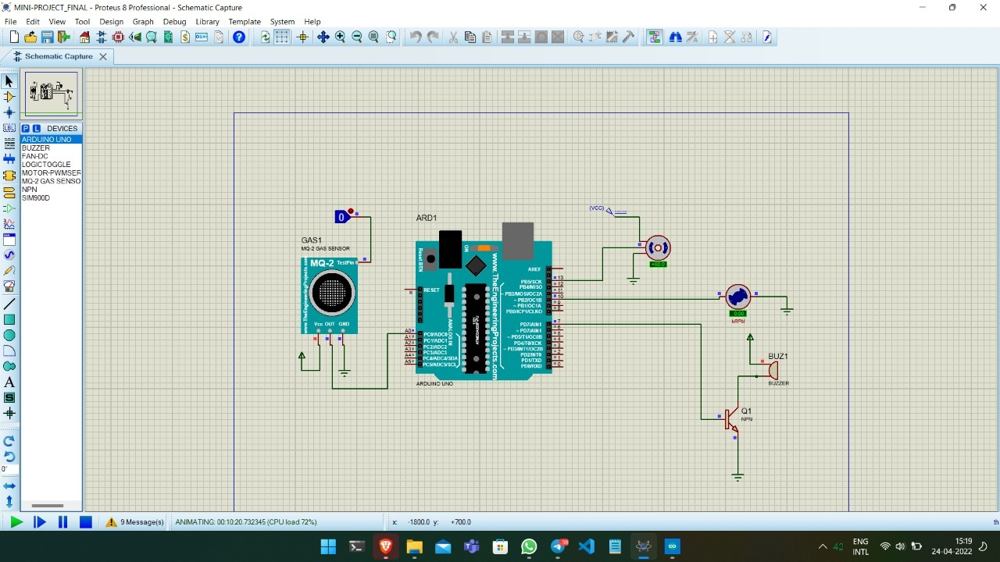 MINI-PROJECT_FINAL - Proteus 8 Professional - Schematic Capture
File Edit View Tool Design Graph Debug Library Template System Help
Schematic Capture
P L DEVICES
ARDUINO UNO
BUZZER
FAN-DC
LOGICTOGGLE
MOTOR-PWMSER
MQ-2 GAS SENSO
NPN
SIM900D
LBL
A
S
0°
0
GAS1
MQ-2 GAS SENSOR
MQ-2 TestPin
www.TheEngineeringProjects.com
Vcc OUT GND
ARD1
Reset BTN
ON
www.TheEngineeringProjects.com
RESET
ANALOG IN
A0 PC0/ADC0
A1 PC1/ADC1
A2 PC2/ADC2
A3 PC3/ADC3
A4 PC4/ADC4/SDA
A5 PC5/ADC5/SCL
AREF
PB5/SCK 13
PB4/MISO 12
~ PB3/MOSI/OC2A 11
~ PB2/OC1B 10
~ PB1/OC1A 9
PB0/ICP1/CLKO 8
PD7/AIN1 7
~ PD7/AIN1 6
~ PD5/T1/OC0B 5
PD4/T0/XCK 4
~ PD3/INT1/OC2B 3
PD2/INT0 2
PD1/TXD 1
PD0/RXD 0
ARDUINO UNO
(VCC)
+90.0
0.00
kRPM
BUZ1
BUZZER
Q1
NPN
9 Message(s)
ANIMATING: 00:10:20.732345 (CPU load 72%)
x: -1800.0 y: +700.0
th
98
42
ENG
INTL
15:19
24-04-2022